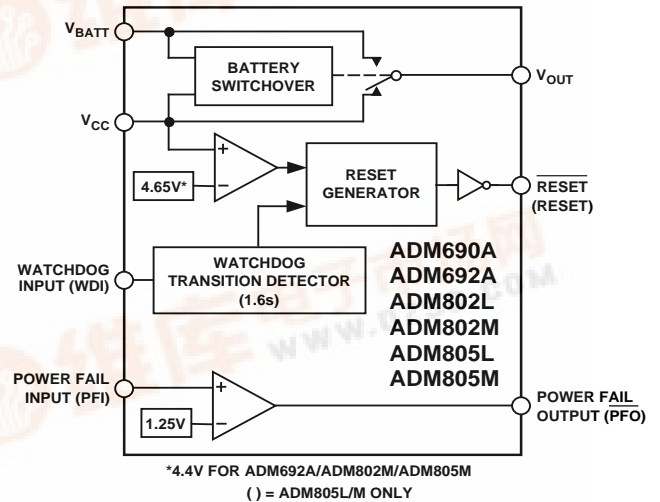 VBATT
BATTERY
SWITCHOVER
VOUT
VCC
+
−
4.65V*
RESET
GENERATOR
RESET
(RESET)
WATCHDOG
INPUT (WDI)
WATCHDOG
TRANSITION DETECTOR
(1.6s)
ADM690A
ADM692A
ADM802L
ADM802M
ADM805L
ADM805M
POWER FAIL
INPUT (PFI)
+
−
1.25V
POWER FAIL
OUTPUT (PFO)
*4.4V FOR ADM692A/ADM802M/ADM805M
( ) = ADM805L/M ONLY